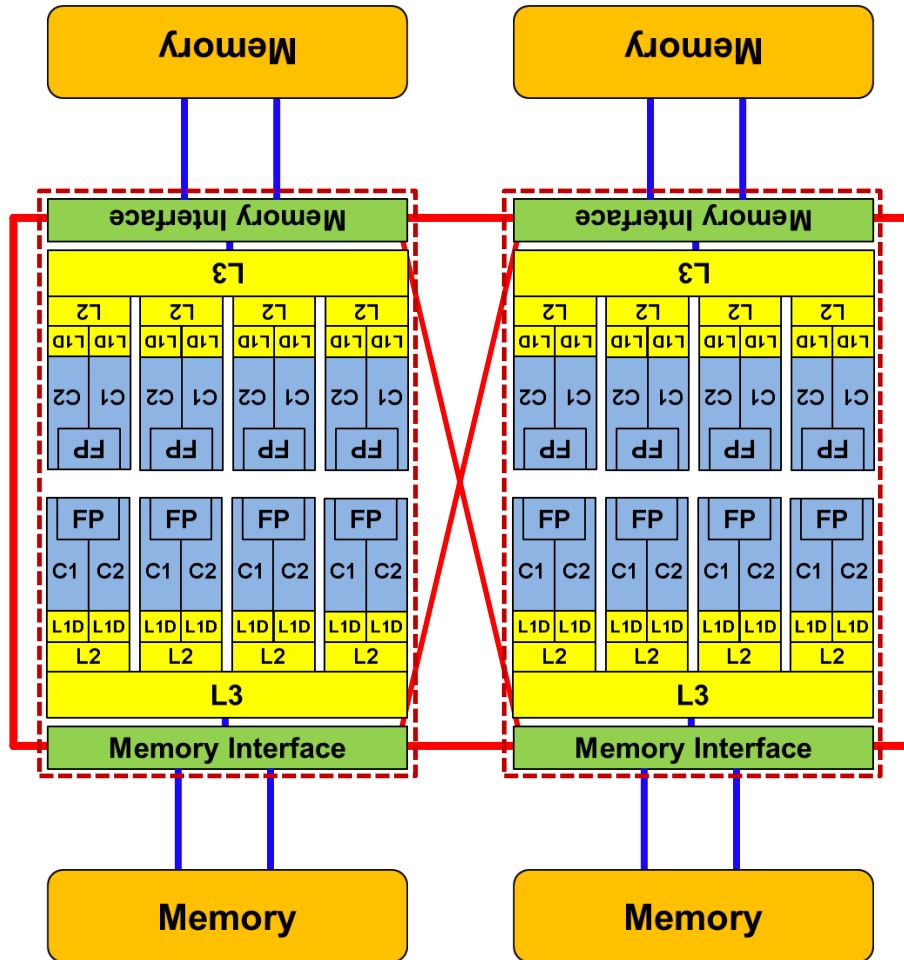 Memory Memory
Memory Interface Memory Interface
L3 L3
L2 L2 L2 L2 L2 L2 L2 L2
L1D L1D L1D L1D L1D L1D L1D L1D L1D L1D L1D L1D L1D L1D L1D L1D
C2 C1 C2 C1 C2 C1 C2 C1 C2 C1 C2 C1 C2 C1 C2 C1
FP FP FP FP FP FP FP FP
FP FP FP FP FP FP FP FP
C1 C2 C1 C2 C1 C2 C1 C2 C1 C2 C1 C2 C1 C2 C1 C2
L1D L1D L1D L1D L1D L1D L1D L1D L1D L1D L1D L1D L1D L1D L1D L1D
L2 L2 L2 L2 L2 L2 L2 L2
L3 L3
Memory Interface Memory Interface
Memory Memory